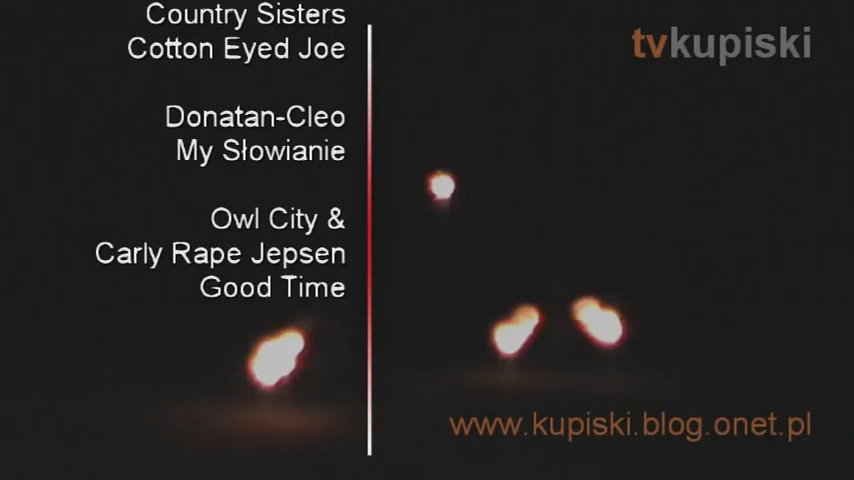 Country Sisters
Cotton Eyed Joe
Donatan-Cleo
My Słowianie
Owl City &
Carly Rape Jepsen
Good Time
tvkupiski
www.kupiski.blog.onet.pl